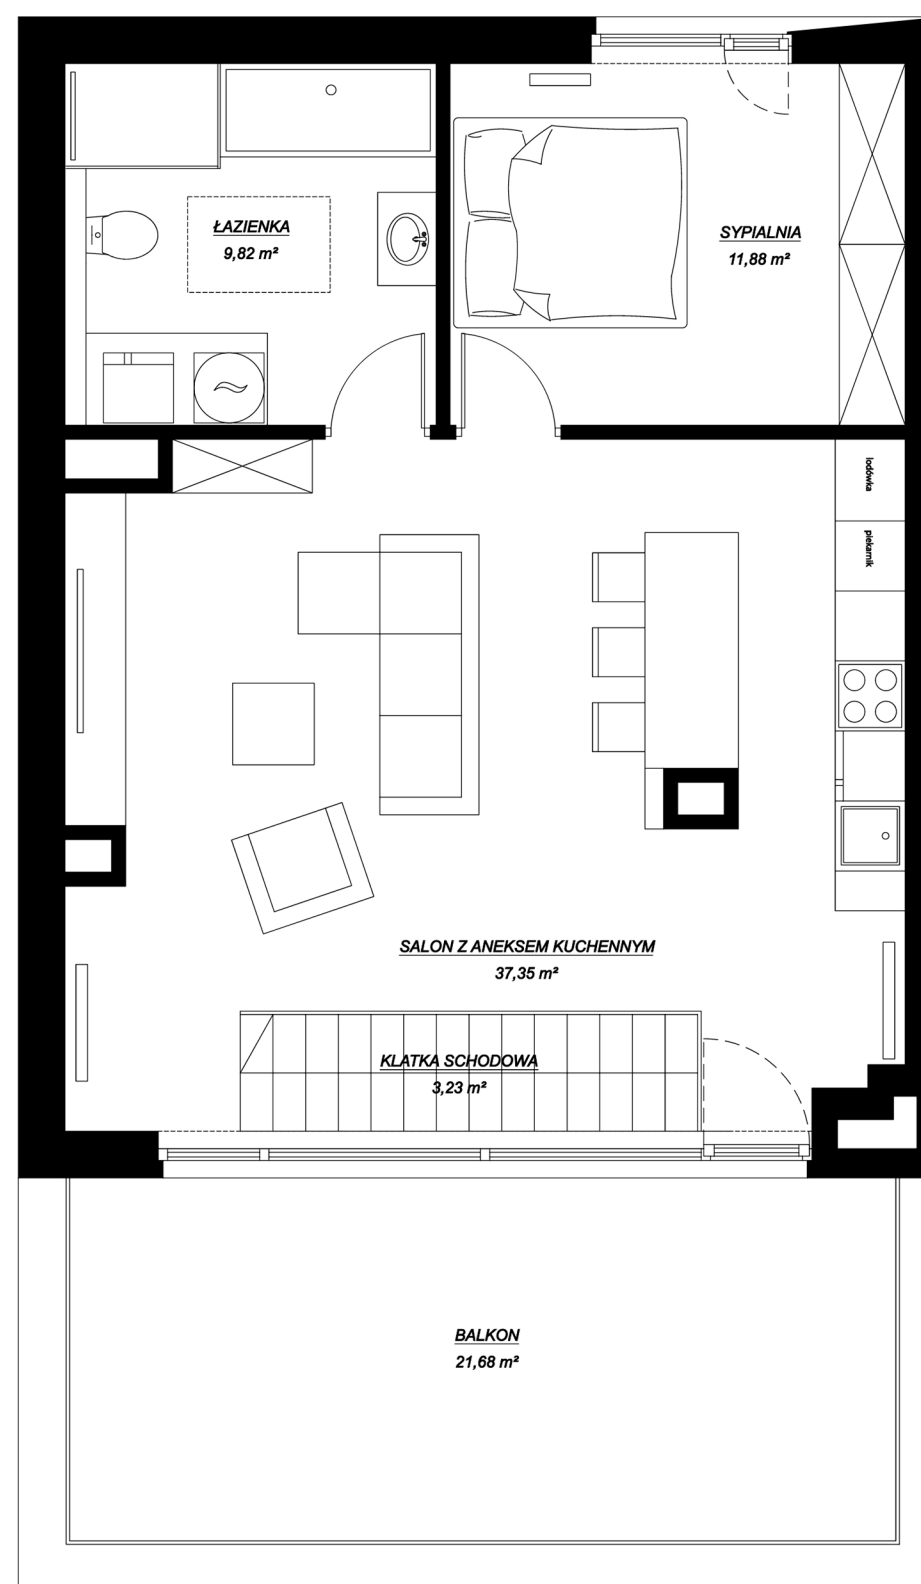 ŁAZIENKA
9,82 m²
SYPIALNIA
11,88 m²
lodówka
piekarnik
SALON Z ANEKSEM KUCHENNYM
37,35 m²
KLATKA SCHODOWA
3,23 m²
BALKON
21,68 m²